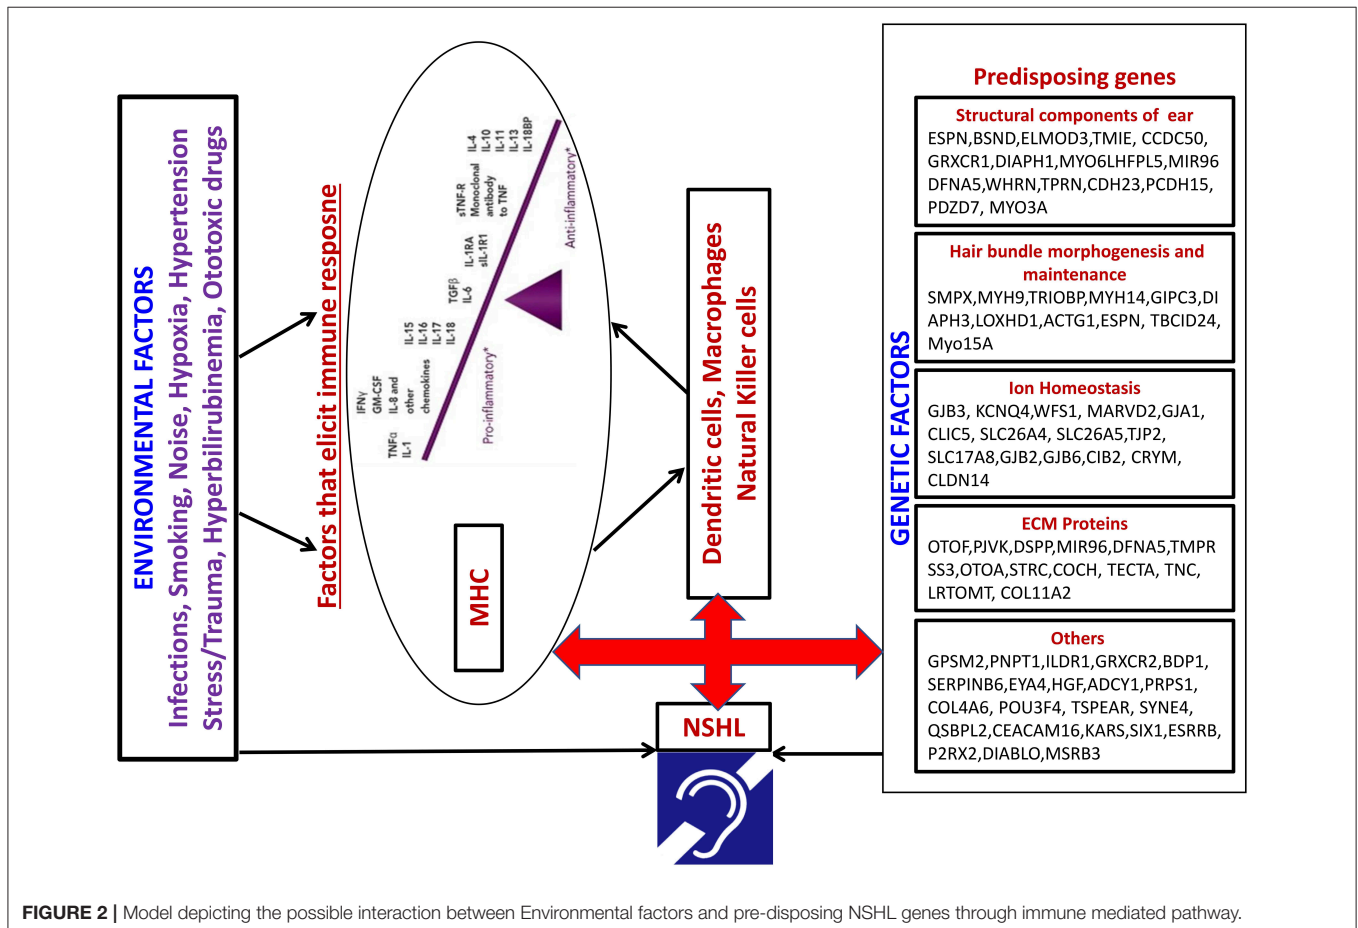 ENVIRONMENTAL FACTORS
Infections, Smoking, Noise, Hypoxia, Hypertension
Stress/Trauma, Hyperbilirubinemia, Ototoxic drugs
Factors that elicit immune resposne
TNFα
IL-1
IFNγ
GM-CSF
IL-8 and
other
chemokines
IL-15
IL-16
IL-17
IL-18
TGFβ
IL-6
IL-1RA
sIL-1R1
sTNF-R
Monoclonal
antibody
to TNF
IL-4
IL-10
IL-11
IL-13
IL-18BP
Pro-inflammatory*
Anti-inflammatory*
MHC
Dendritic cells, Macrophages
Natural Killer cells
NSHL
GENETIC FACTORS
Predisposing genes
Structural components of ear
ESPN,BSND,ELMOD3,TMIE, CCDC50,
GRXCR1,DIAPH1,MYO6LHFPL5,MIR96
DFNA5,WHRN,TPRN,CDH23,PCDH15,
PDZD7, MYO3A
Hair bundle morphogenesis and
maintenance
SMPX,MYH9,TRIOBP,MYH14,GIPC3,DI
APH3,LOXHD1,ACTG1,ESPN, TBCID24,
Myo15A
Ion Homeostasis
GJB3, KCNQ4,WFS1, MARVD2,GJA1,
CLIC5, SLC26A4, SLC26A5,TJP2,
SLC17A8,GJB2,GJB6,CIB2, CRYM,
CLDN14
ECM Proteins
OTOF,PJVK,DSPP,MIR96,DFNA5,TMPR
SS3,OTOA,STRC,COCH, TECTA, TNC,
LRTOMT, COL11A2
Others
GPSM2,PNPT1,ILDR1,GRXCR2,BDP1,
SERPINB6,EYA4,HGF,ADCY1,PRPS1,
COL4A6, POU3F4, TSPEAR, SYNE4,
QSBPL2,CEACAM16,KARS,SIX1,ESRRB,
P2RX2,DIABLO,MSRB3
FIGURE 2 | Model depicting the possible interaction between Environmental factors and pre-disposing NSHL genes through immune mediated pathway.